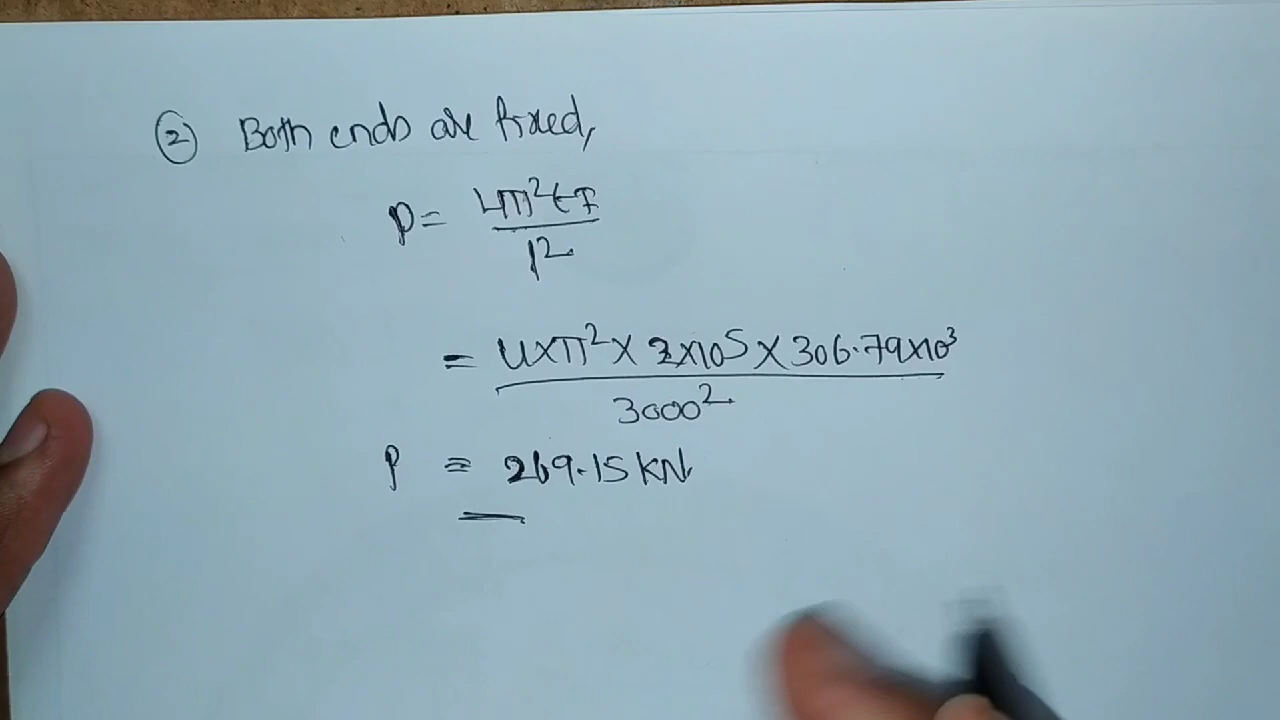 ② Both ends are fixed,
P = 4π²EI
l²
= 4×π²× 2×10⁵ × 306.79×10³
3000²
P = 269.15 KN